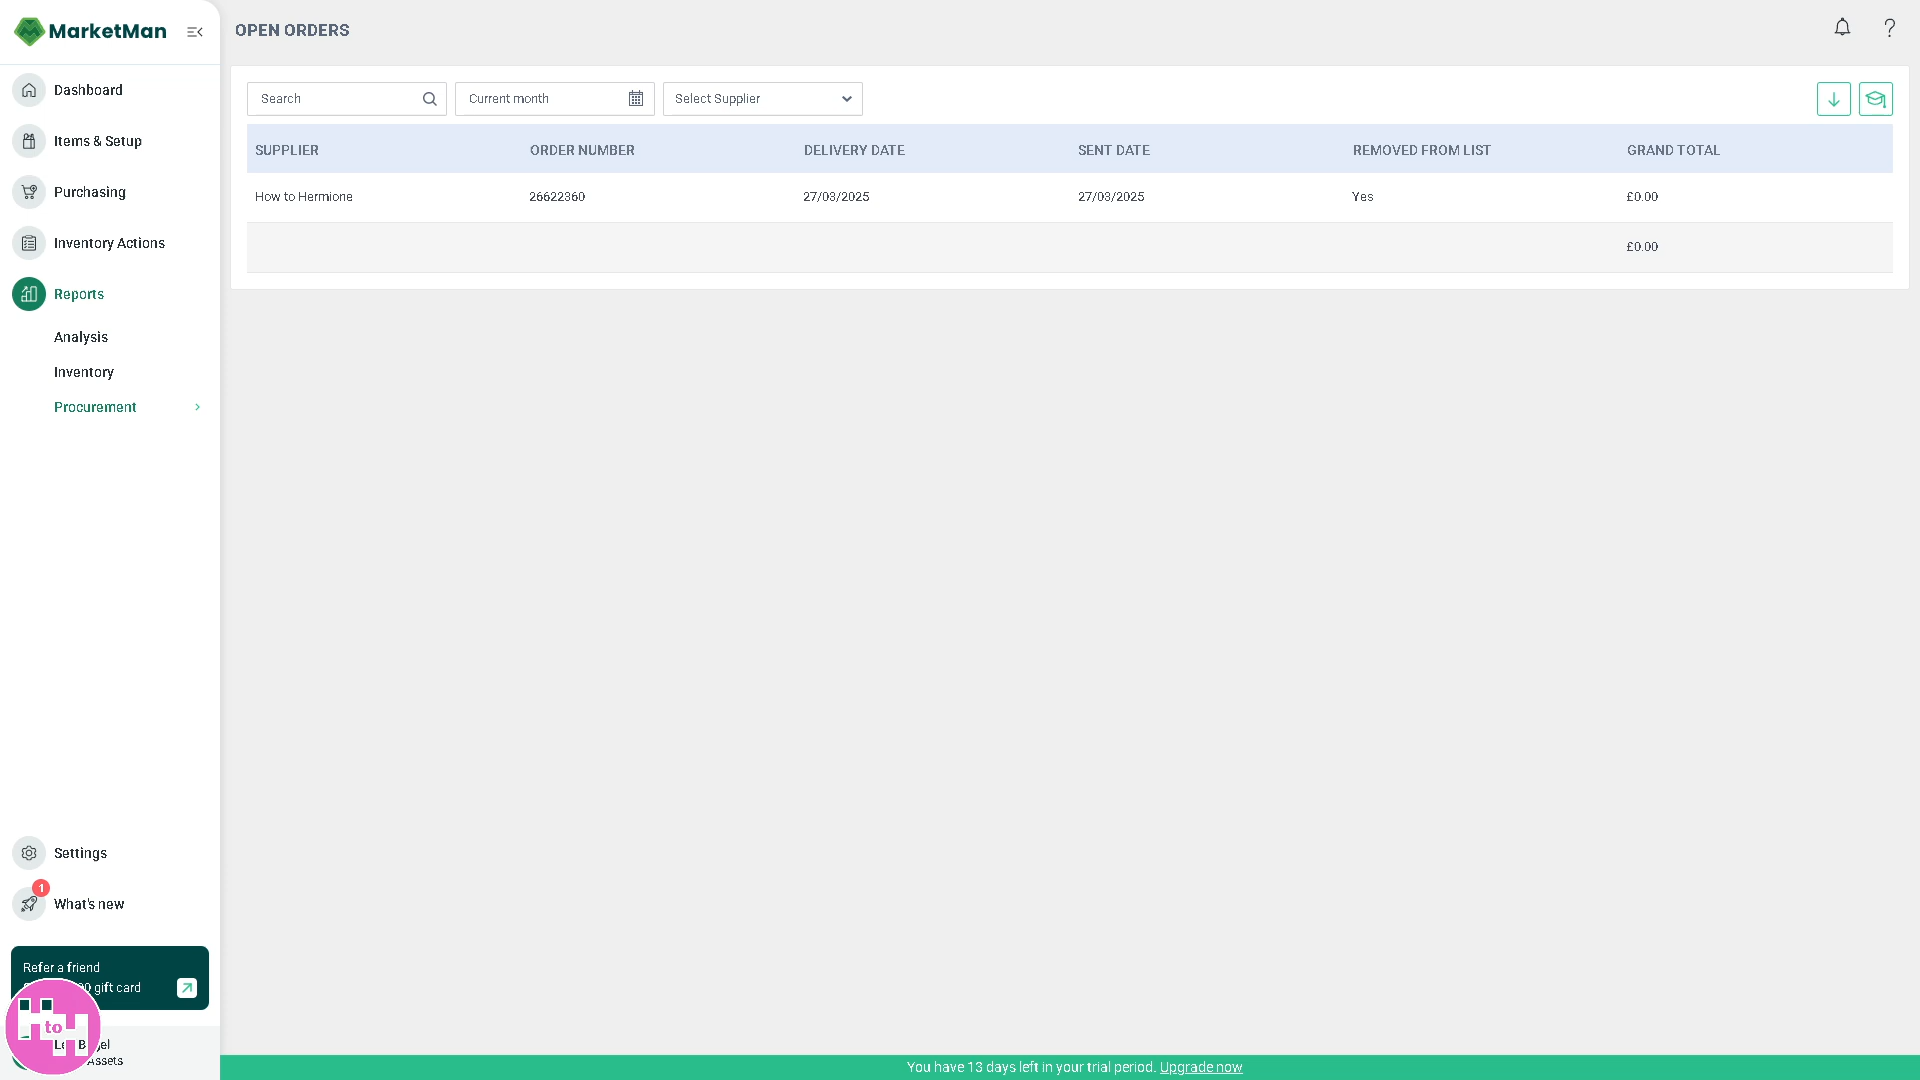 MarketMan
OPEN ORDERS
Dashboard
Items & Setup
Purchasing
Inventory Actions
Reports
Analysis
Inventory
Procurement
Search
Current month
Select Supplier
SUPPLIER ORDER NUMBER DELIVERY DATE SENT DATE REMOVED FROM LIST GRAND TOTAL
How to Hermione 26622360 27/03/2025 27/03/2025 Yes £0.00
£0.00
Settings
1
What's new
Refer a friend
gift card
to
Assets
You have 13 days left in your trial period. Upgrade now